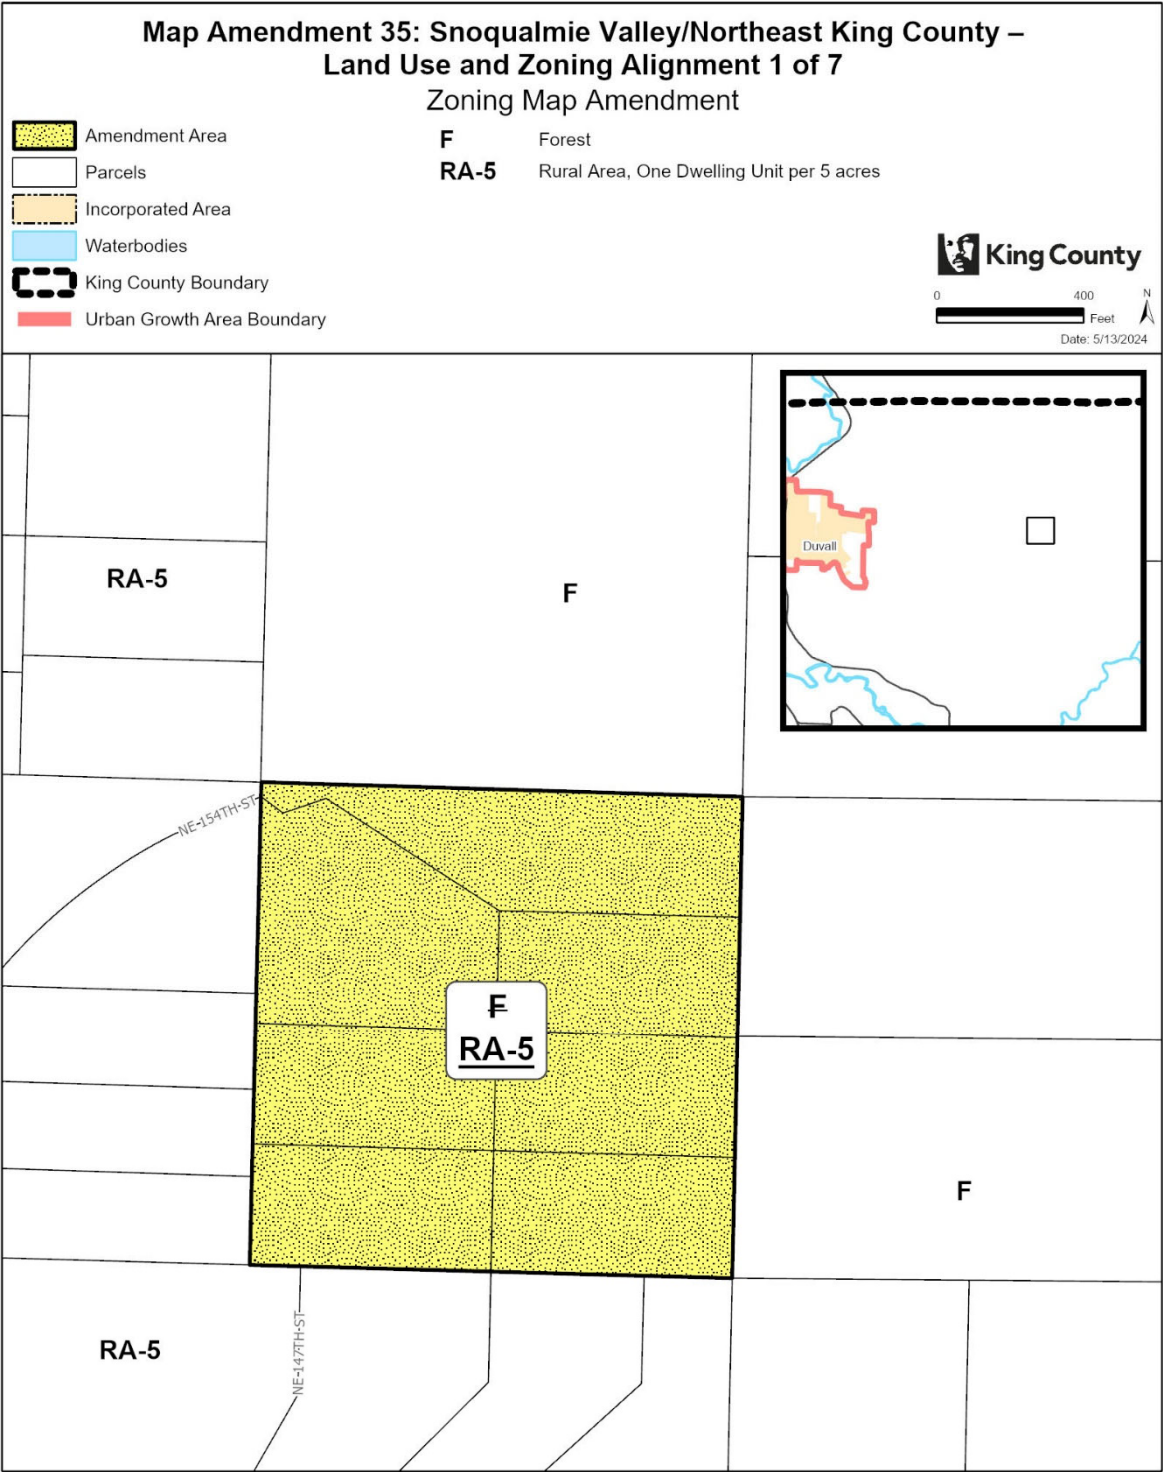 Map Amendment 35: Snoqualmie Valley/Northeast King County –
Land Use and Zoning Alignment 1 of 7
Zoning Map Amendment
Amendment Area
Parcels
Incorporated Area
Waterbodies
King County Boundary
Urban Growth Area Boundary
F Forest
RA-5 Rural Area, One Dwelling Unit per 5 acres
King County
0 400
Feet
N
Date: 5/13/2024
Duvall
RA-5
F
NE-154TH-ST
F
RA-5
F
RA-5
NE-147TH-ST